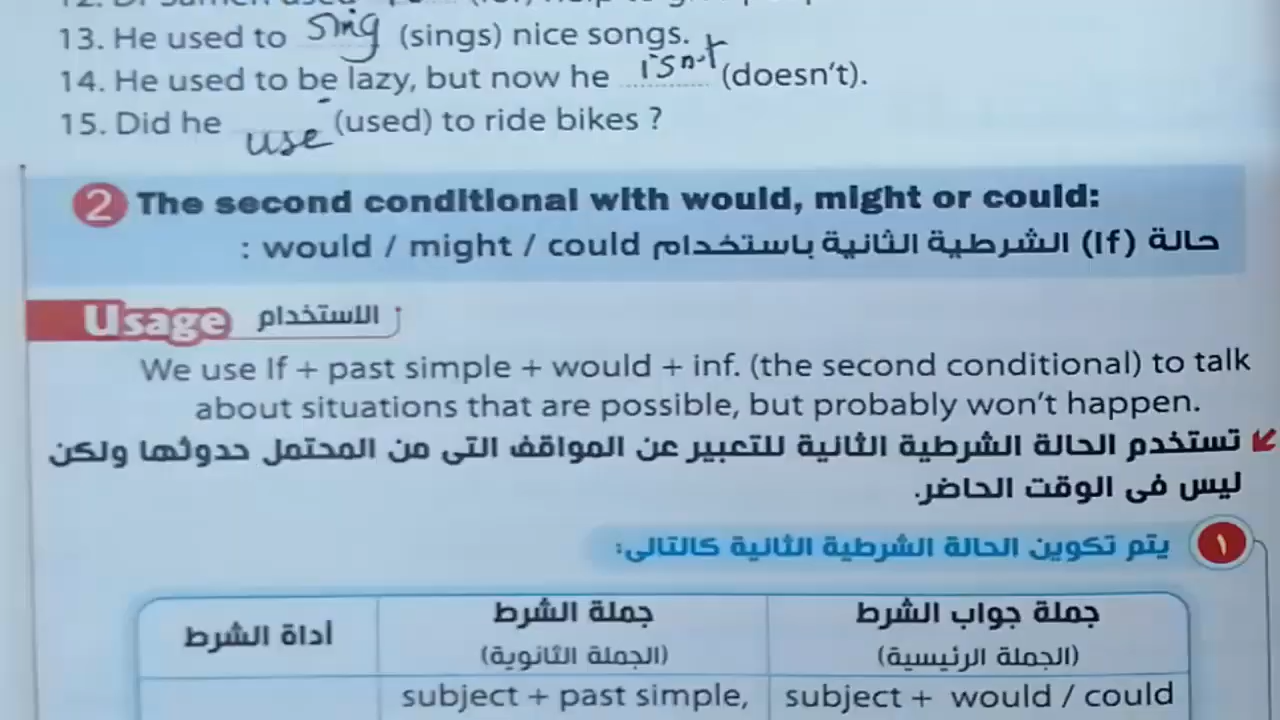 13. He used to sing (sings) nice songs.
14. He used to be lazy, but now he isn't (doesn't).
15. Did he use (used) to ride bikes ?
2 The second conditional with would, might or could:
حالة (If) الشرطية الثانية باستخدام would / might / could :
Usage الاستخدام
We use If + past simple + would + inf. (the second conditional) to talk
about situations that are possible, but probably won't happen.
تستخدم الحالة الشرطية الثانية للتعبير عن المواقف التى من المحتمل حدوثها ولكن
ليس فى الوقت الحاضر.
١ يتم تكوين الحالة الشرطية الثانية كالتالى:
أداة الشرط جملة الشرط جملة جواب الشرط
(الجملة الثانوية) (الجملة الرئيسية)
subject + past simple, subject + would / could